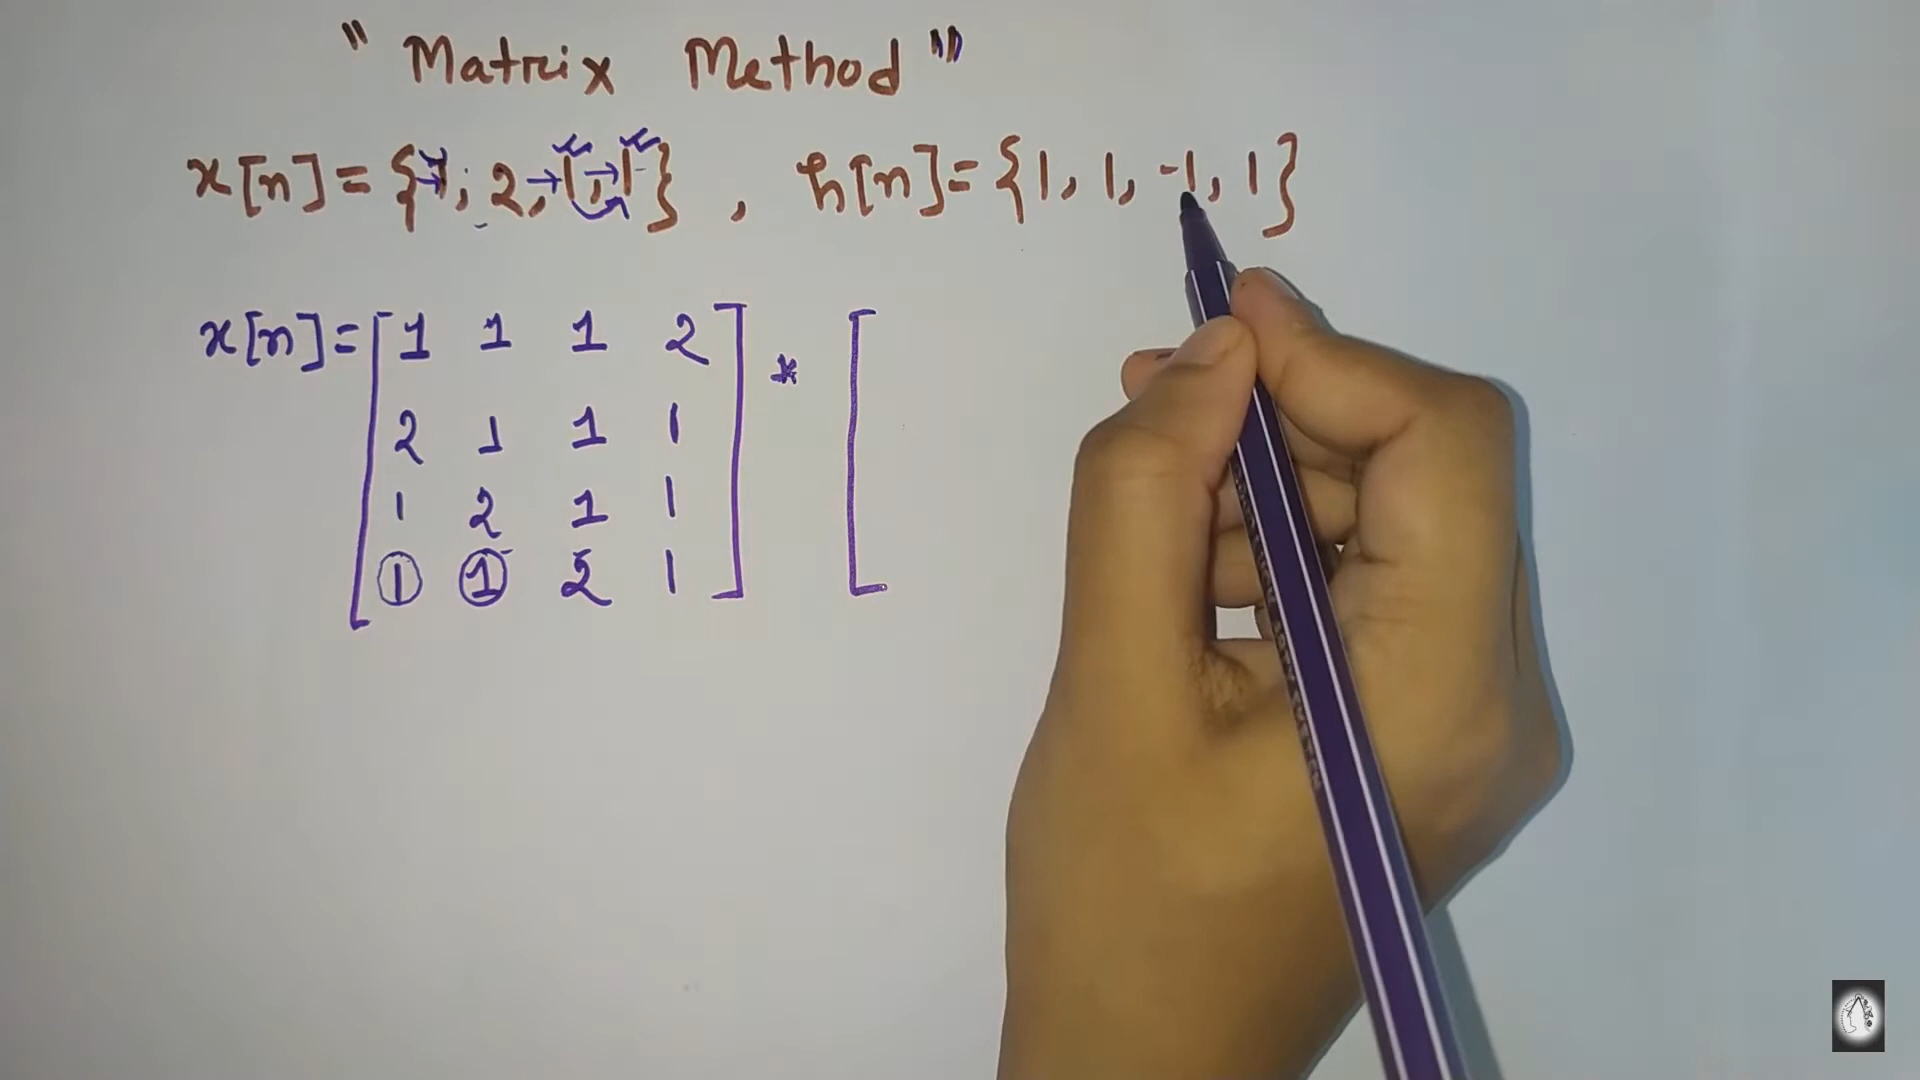 "Matrix Method"
x[n] = {1, 2, 1, 1}, h[n] = {1, 1, -1, 1}
x[n] = [1 1 1 2] * [
2 1 1 1
1 2 1 1
1 1 2 1